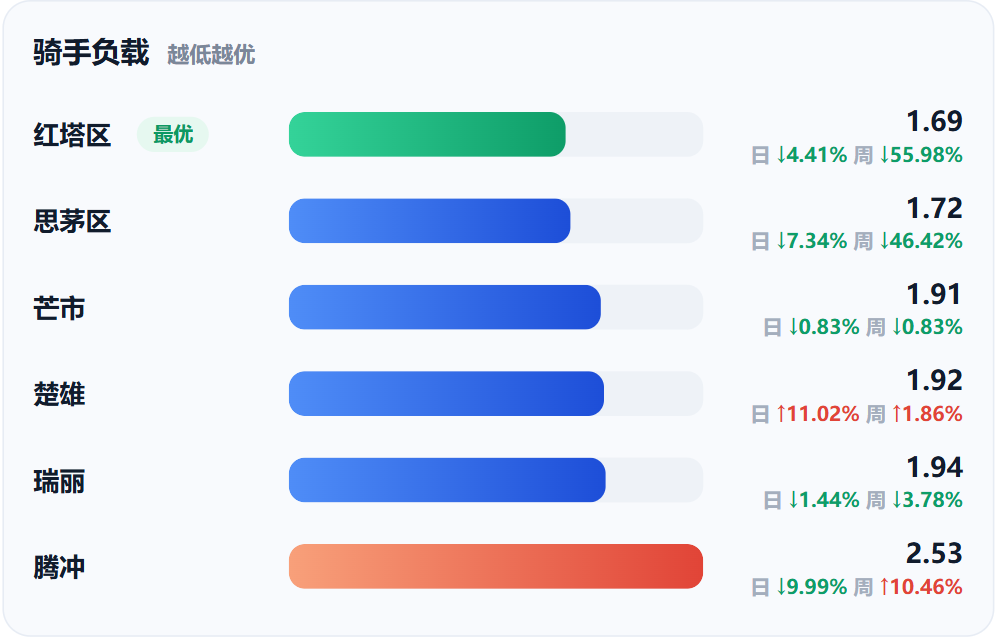 骑手负载 越低越优
红塔区 最优 1.69
日 ↓4.41% 周 ↓55.98%
思茅区 1.72
日 ↓7.34% 周 ↓46.42%
芒市 1.91
日 ↓0.83% 周 ↓0.83%
楚雄 1.92
日 ↑11.02% 周 ↑1.86%
瑞丽 1.94
日 ↓1.44% 周 ↓3.78%
腾冲 2.53
日 ↓9.99% 周 ↑10.46%